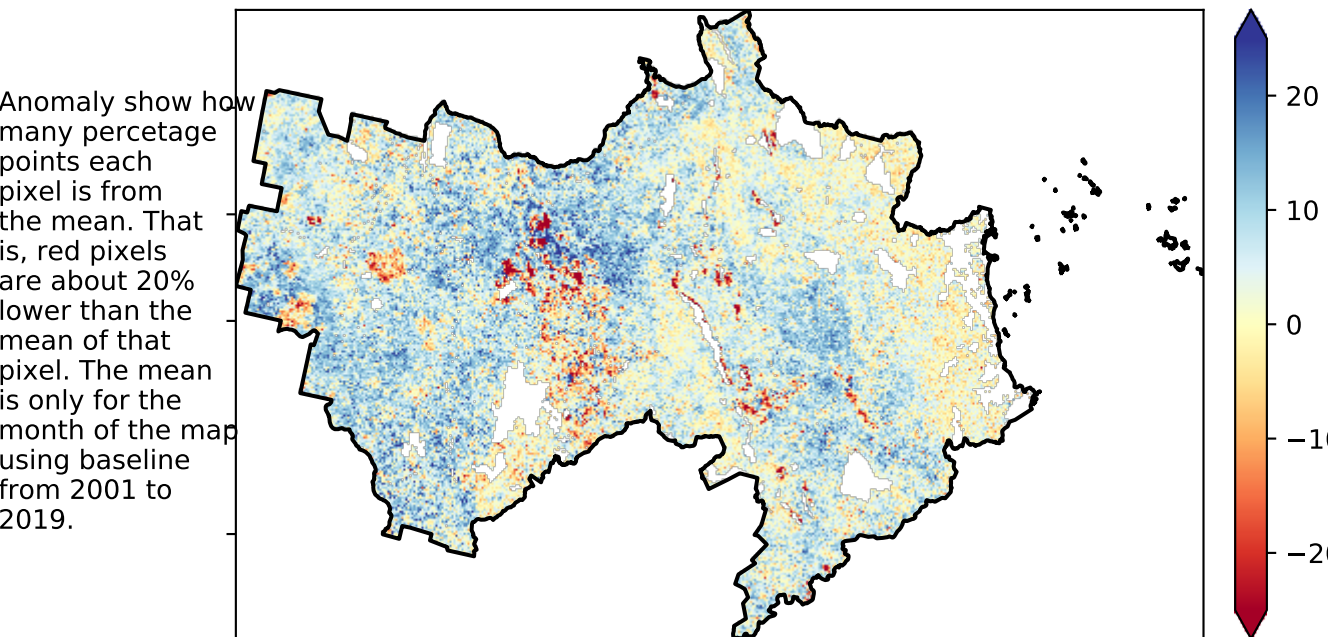 Anomaly show how
many percetage
points each
pixel is from
the mean. That
is, red pixels
are about 20%
lower than the
mean of that
pixel. The mean
is only for the
month of the map
using baseline
from 2001 to
2019.
20
10
0
−10
−20